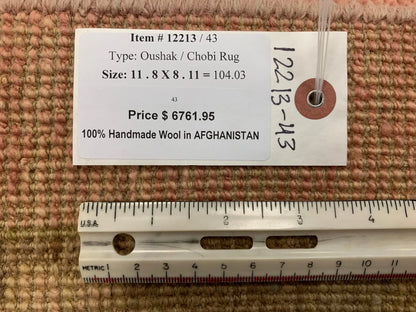 Item # 12213 / 43
Type: Oushak / Chobi Rug
Size: 11 . 8 X 8 . 11 = 104.03
43
Price $ 6761.95
100% Handmade Wool in AFGHANISTAN
12213-43
U.S.A. 1 2 3 4
METRIC 1 2 3 4 5 6 7 8 9 10 11